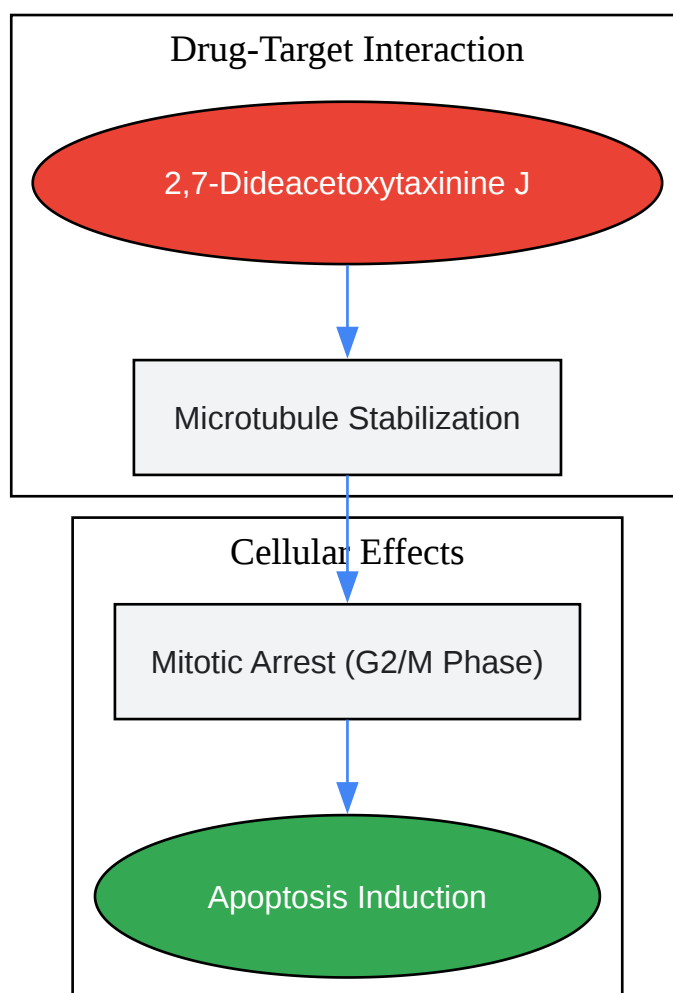 Drug-Target Interaction
2,7-Dideacetoxytaxinine J
Microtubule Stabilization
Cellular Effects
Mitotic Arrest (G2/M Phase)
Apoptosis Induction